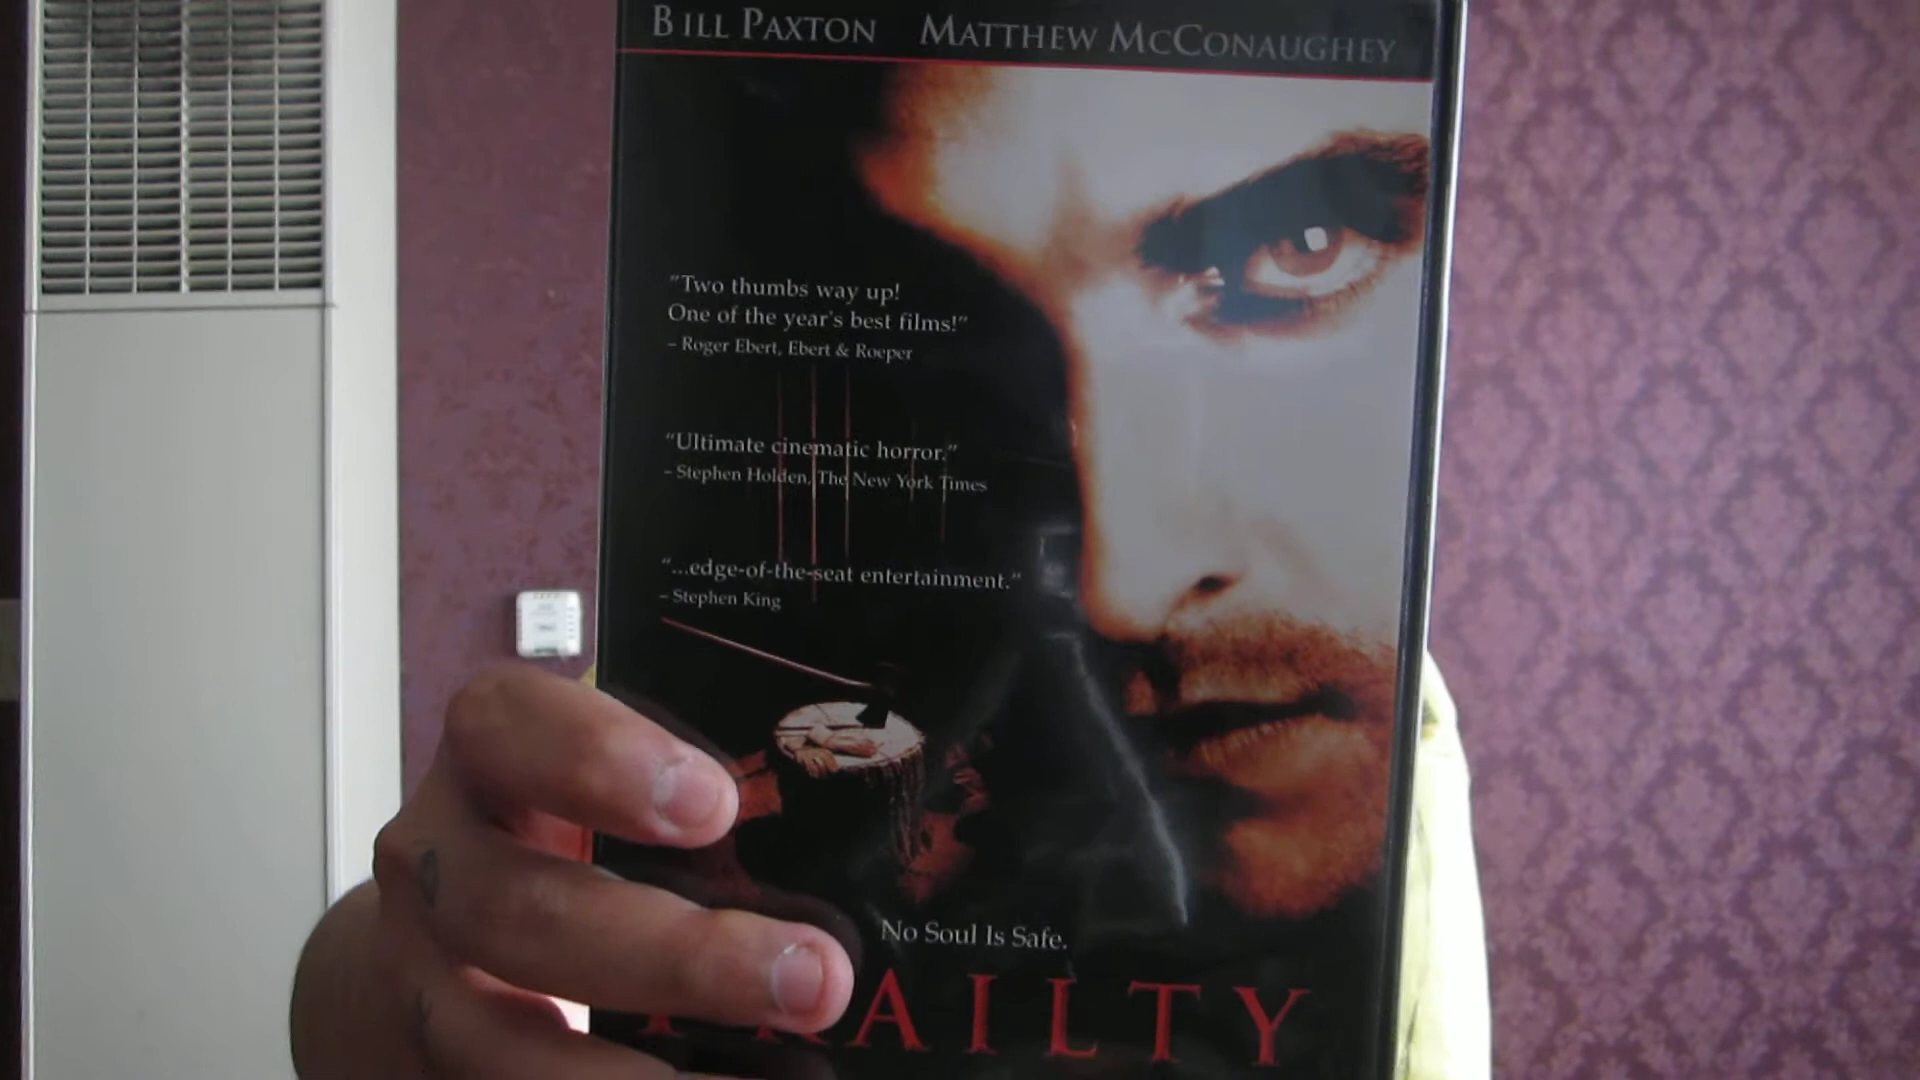 BILL PAXTON MATTHEW MCCONAUGHEY
"Two thumbs way up!
One of the year's best films!"
– Roger Ebert, Ebert & Roeper
"Ultimate cinematic horror."
– Stephen Holden, The New York Times
"...edge-of-the-seat entertainment."
– Stephen King
No Soul Is Safe.
FRAILTY